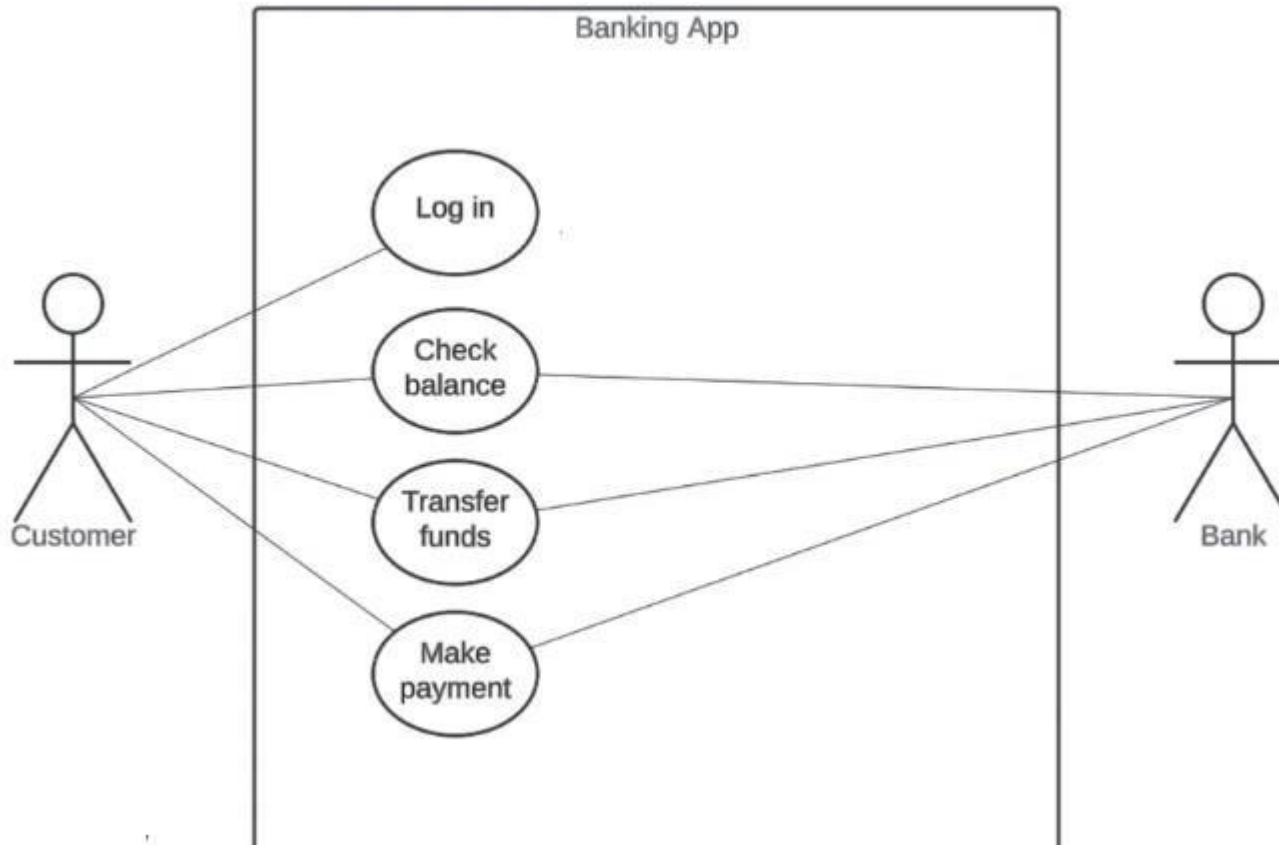 Banking App
Log in
Check
balance
Transfer
funds
Make
payment
Customer
Bank